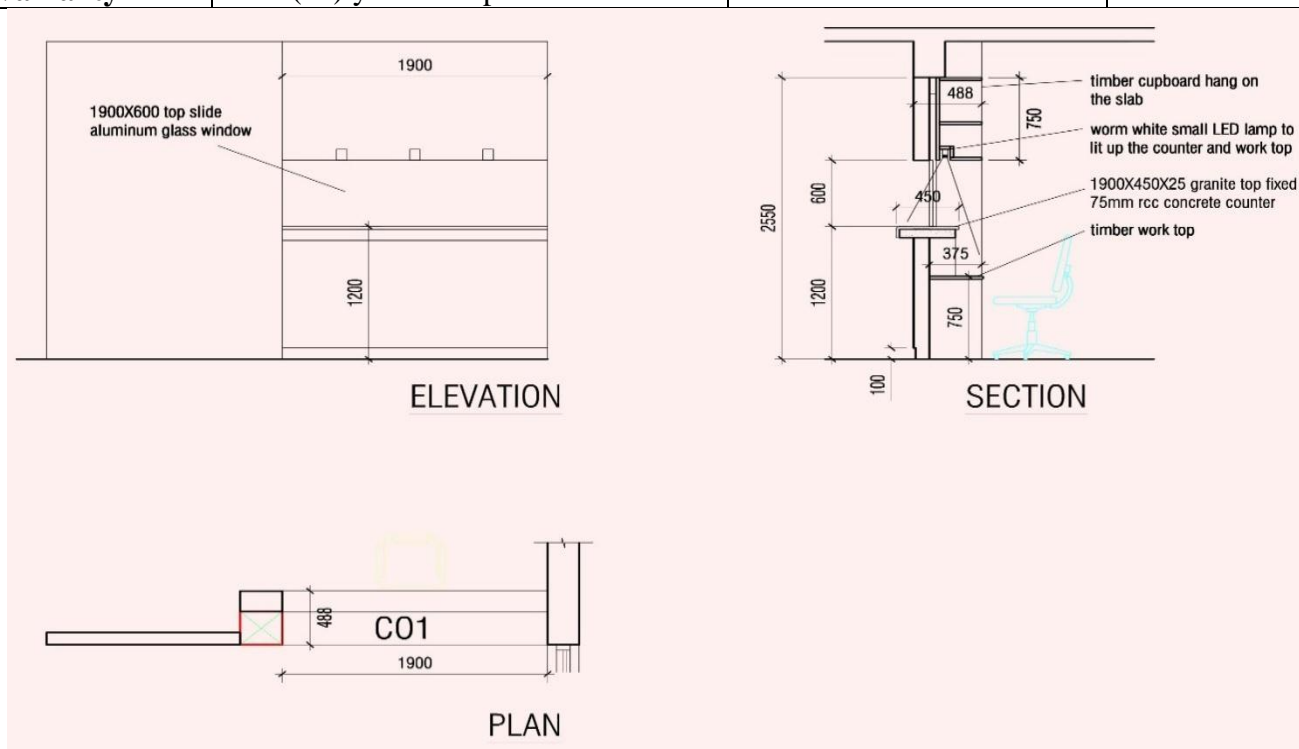 1900
1900X600 top slide
aluminum glass window
1200
ELEVATION
488
timber cupboard hang on
the slab
750
worm white small LED lamp to
lit up the counter and work top
600
450
1900X450X25 granite top fixed
75mm rcc concrete counter
2550
timber work top
375
1200
750
100
SECTION
488
CO1
1900
PLAN